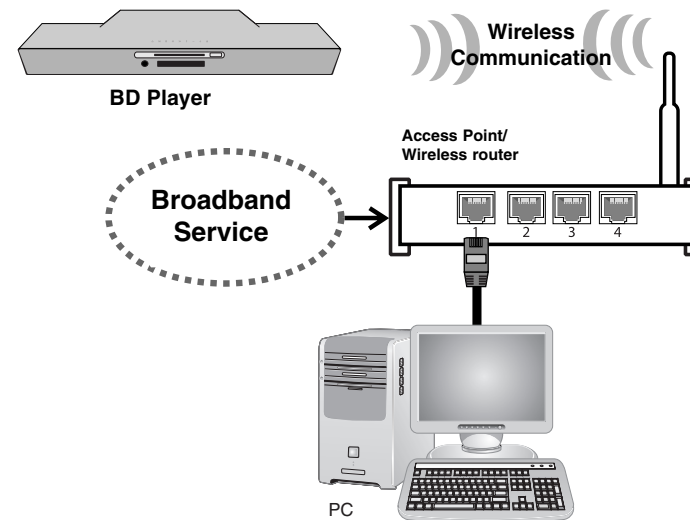 Wireless
Communication
BD Player
Access Point/
Wireless router
Broadband
Service
1 2 3 4
PC